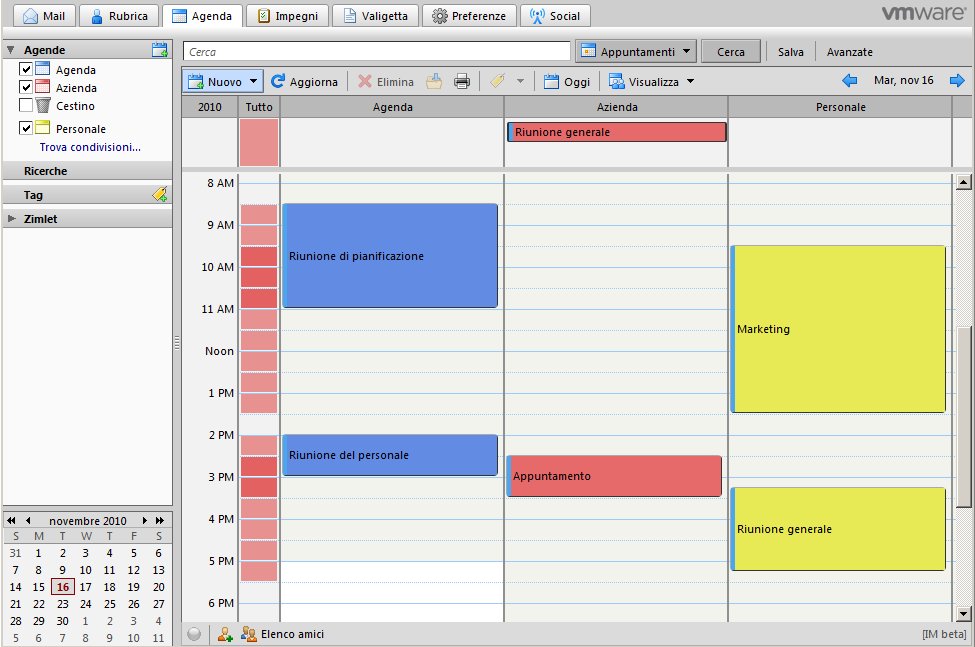 Mail Rubrica Agenda Impegni Valigetta Preferenze Social vmware®
Agende Cerca Appuntamenti Cerca Salva Avanzate
Agenda
Azienda
Cestino
Personale
Trova condivisioni...
Ricerche
Tag
Zimlet
Nuovo Aggiorna Elimina Oggi Visualizza Mar, nov 16
2010 Tutto Agenda Azienda Personale
Riunione generale
8 AM
9 AM
Riunione di pianificazione
10 AM
11 AM
Marketing
Noon
1 PM
2 PM
Riunione del personale
3 PM
Appuntamento
4 PM
Riunione generale
5 PM
6 PM
novembre 2010
S M T W T F S
31 1 2 3 4 5 6
7 8 9 10 11 12 13
14 15 16 17 18 19 20
21 22 23 24 25 26 27
28 29 30 1 2 3 4
5 6 7 8 9 10 11
Elenco amici [IM beta]